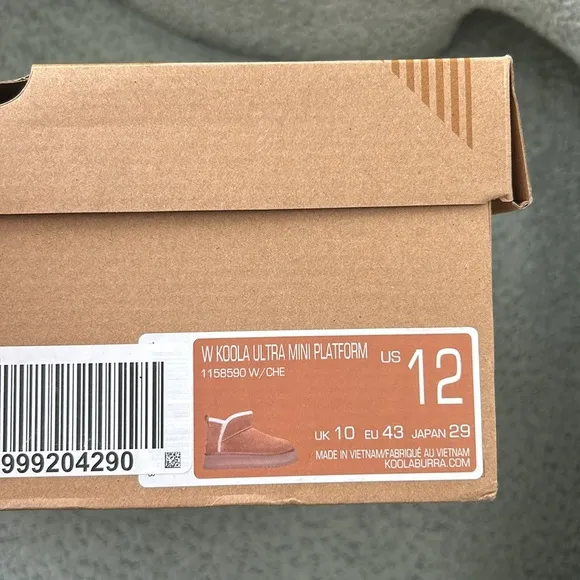 W KOOLA ULTRA MINI PLATFORM
1158590 W/CHE
US 12
UK 10 EU 43 JAPAN 29
MADE IN VIETNAM/FABRIQUÉ AU VIETNAM
KOOLABURRA.COM
999204290